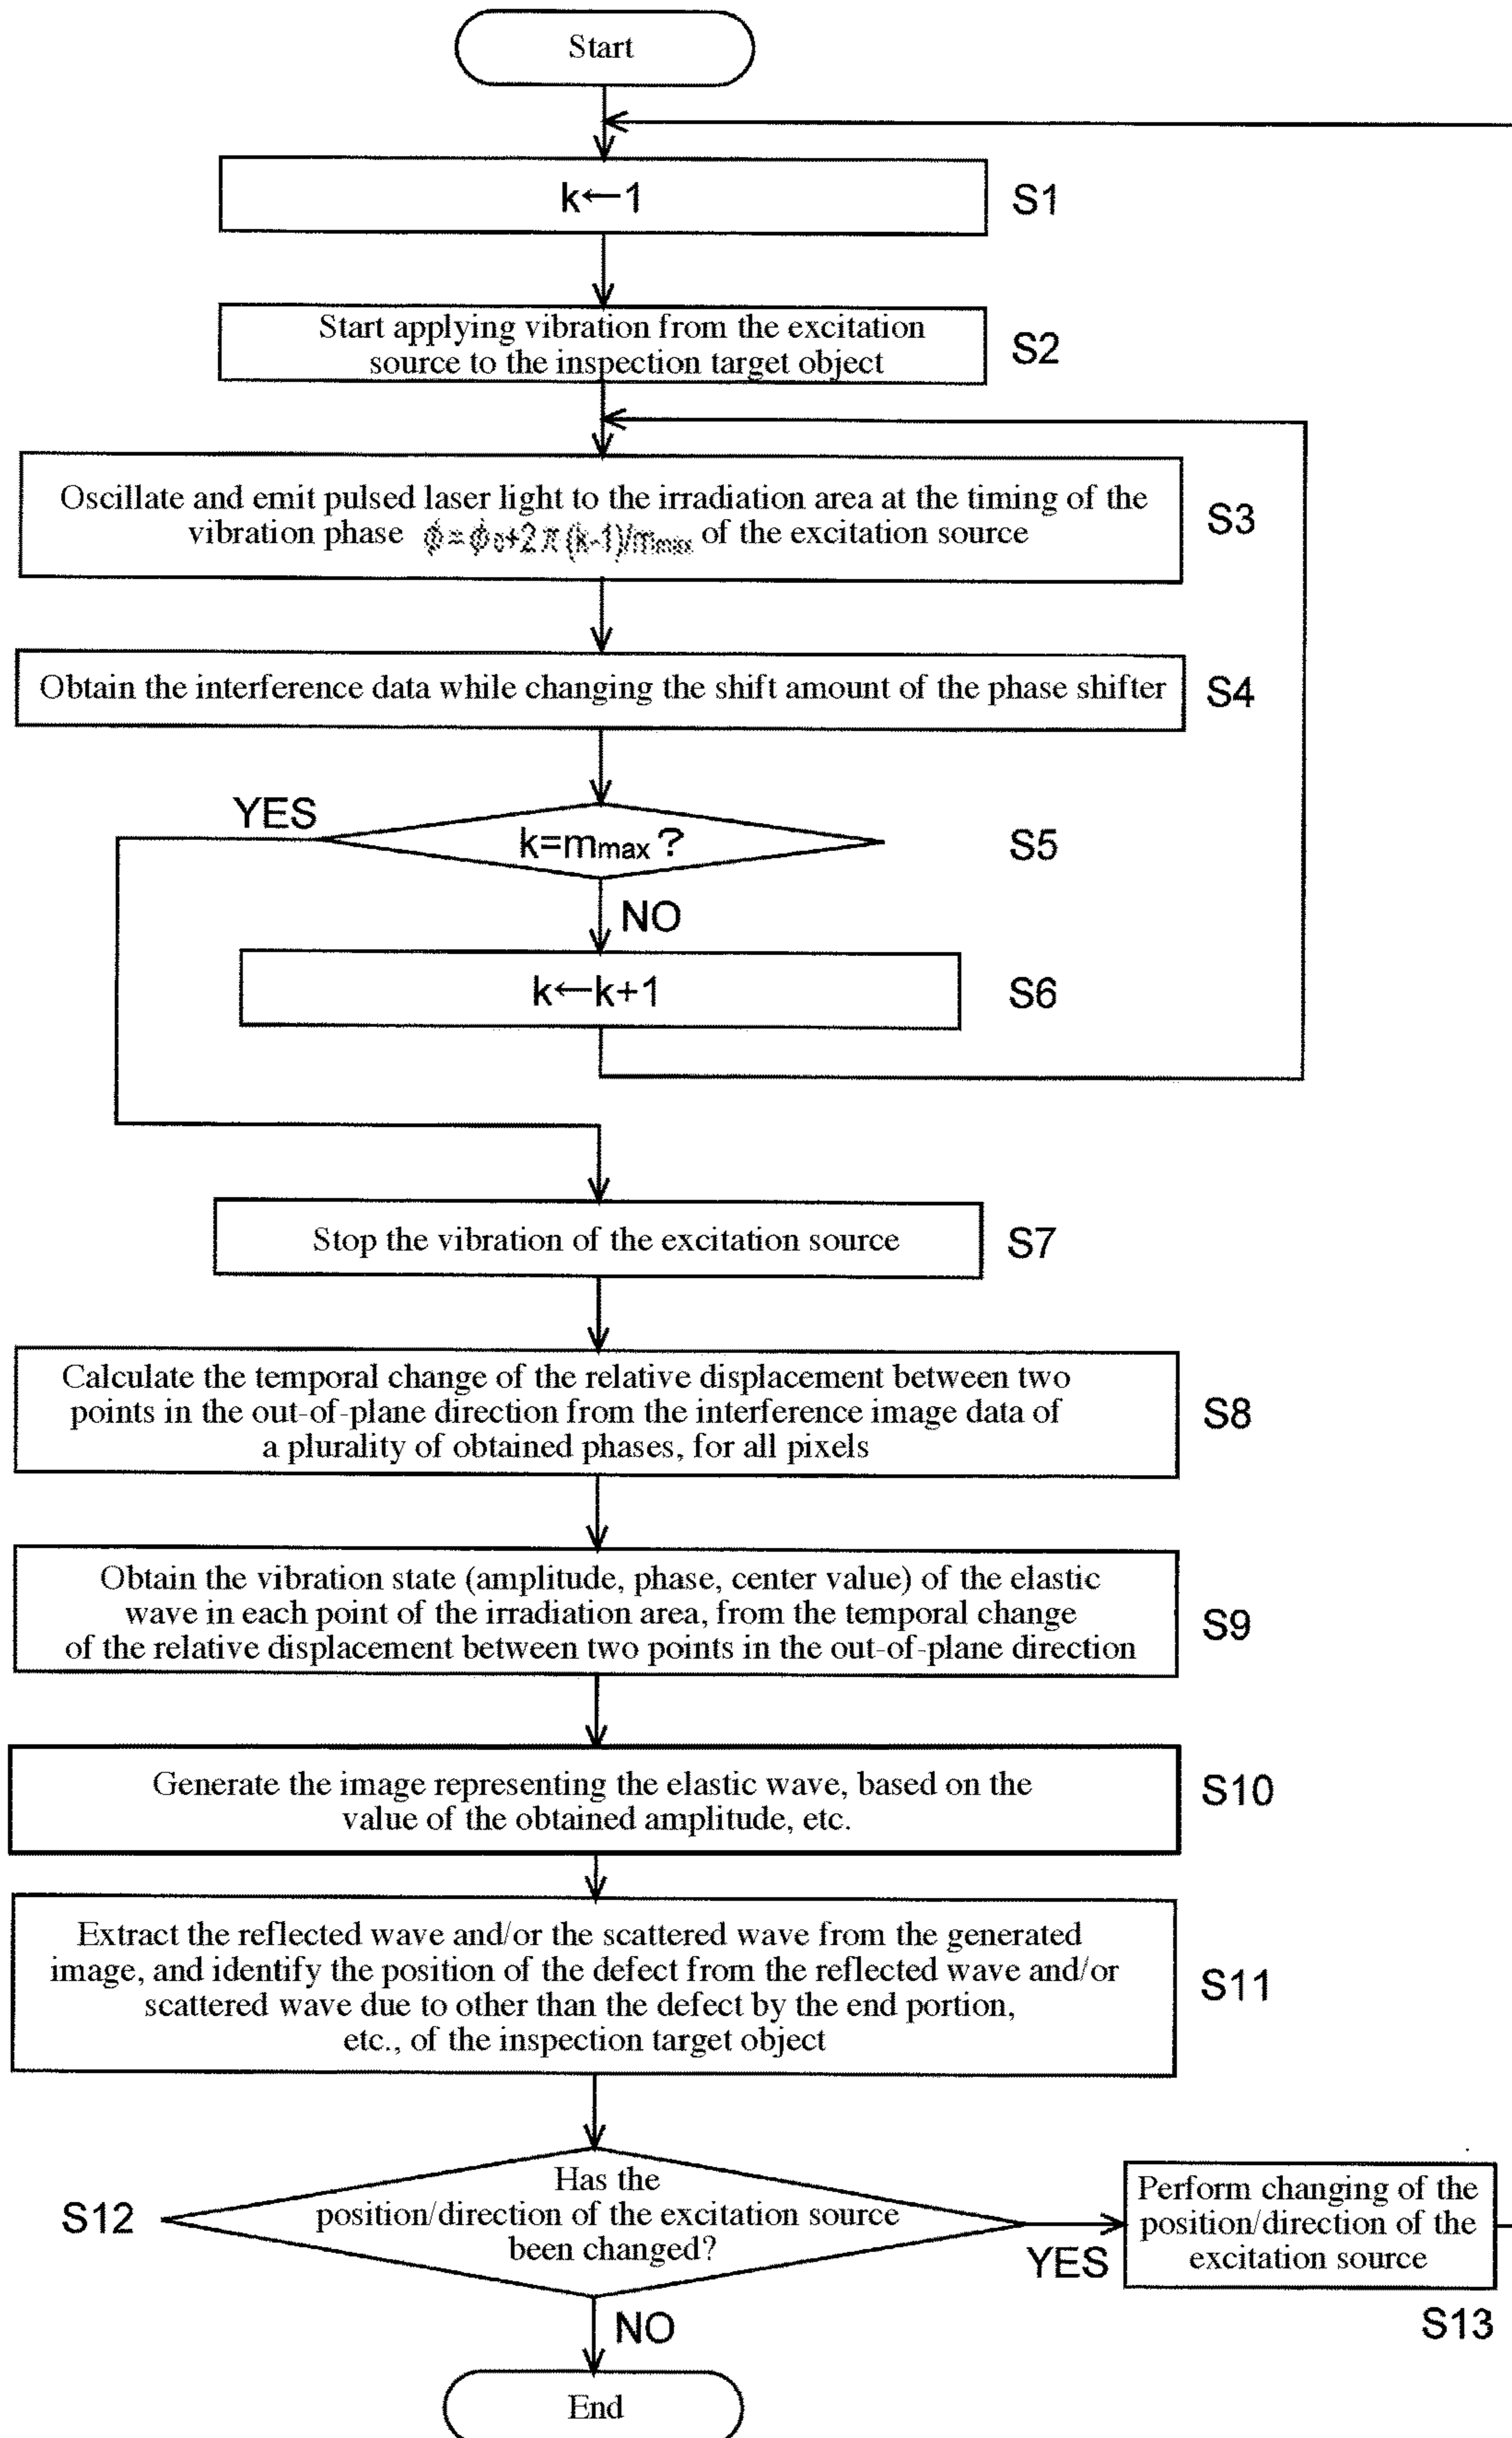 Start
k←1
S1
Start applying vibration from the excitation
source to the inspection target object
S2
Oscillate and emit pulsed laser light to the irradiation area at the timing of the
vibration phase ϕ=ϕ0+2π(k-1)/mmax of the excitation source
S3
Obtain the interference data while changing the shift amount of the phase shifter
S4
YES
k=mmax?
S5
NO
k←k+1
S6
Stop the vibration of the excitation source
S7
Calculate the temporal change of the relative displacement between two
points in the out-of-plane direction from the interference image data of
a plurality of obtained phases, for all pixels
S8
Obtain the vibration state (amplitude, phase, center value) of the elastic
wave in each point of the irradiation area, from the temporal change
of the relative displacement between two points in the out-of-plane direction
S9
Generate the image representing the elastic wave, based on the
value of the obtained amplitude, etc.
S10
Extract the reflected wave and/or the scattered wave from the generated
image, and identify the position of the defect from the reflected wave and/or
scattered wave due to other than the defect by the end portion,
etc., of the inspection target object
S11
S12
Has the
position/direction of the excitation source
been changed?
YES
Perform changing of the
position/direction of the
excitation source
S13
NO
End